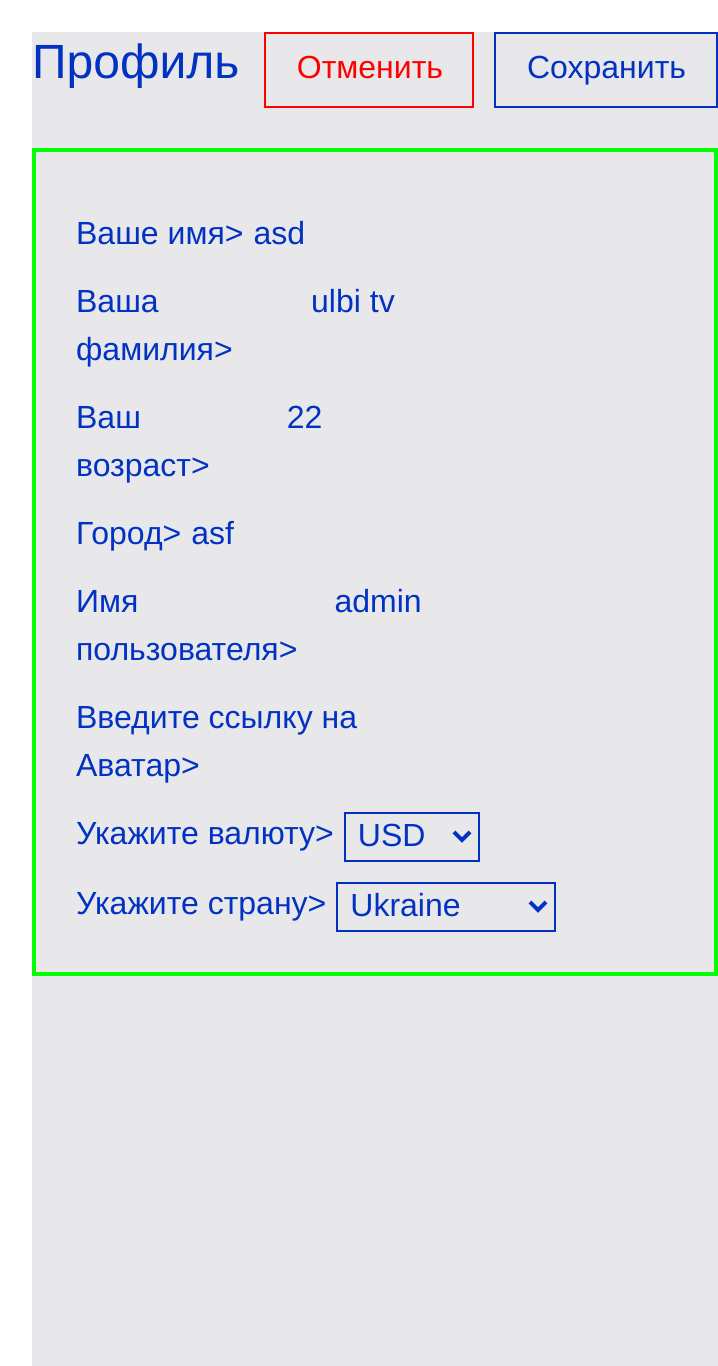 Профиль Отменить Сохранить
Ваше имя> asd
Ваша ulbi tv
фамилия>
Ваш 22
возраст>
Город> asf
Имя admin
пользователя>
Введите ссылку на
Аватар>
Укажите валюту> USD
Укажите страну> Ukraine